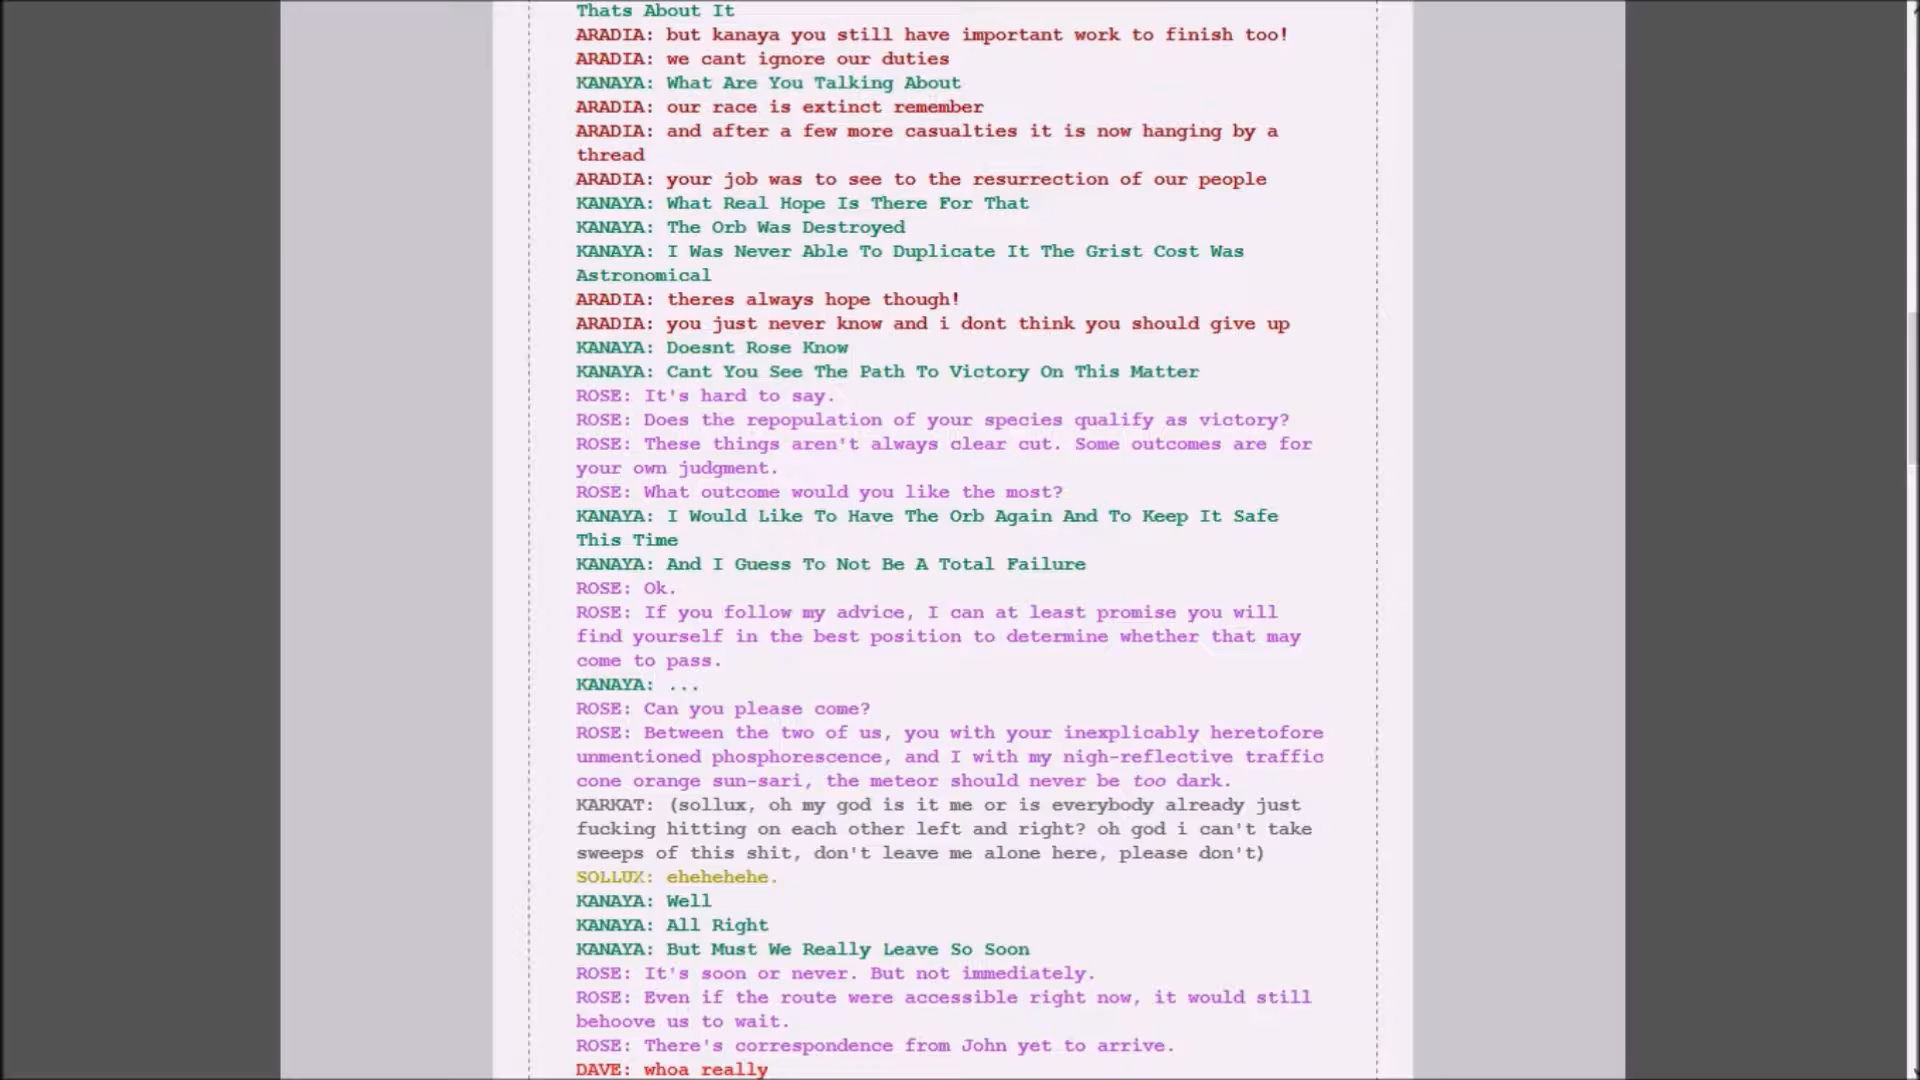 Thats About It
ARADIA: but kanaya you still have important work to finish too!
ARADIA: we cant ignore our duties
KANAYA: What Are You Talking About
ARADIA: our race is extinct remember
ARADIA: and after a few more casualties it is now hanging by a
thread
ARADIA: your job was to see to the resurrection of our people
KANAYA: What Real Hope Is There For That
KANAYA: The Orb Was Destroyed
KANAYA: I Was Never Able To Duplicate It The Grist Cost Was
Astronomical
ARADIA: theres always hope though!
ARADIA: you just never know and i dont think you should give up
KANAYA: Doesnt Rose Know
KANAYA: Cant You See The Path To Victory On This Matter
ROSE: It's hard to say.
ROSE: Does the repopulation of your species qualify as victory?
ROSE: These things aren't always clear cut. Some outcomes are for
your own judgment.
ROSE: What outcome would you like the most?
KANAYA: I Would Like To Have The Orb Again And To Keep It Safe
This Time
KANAYA: And I Guess To Not Be A Total Failure
ROSE: Ok.
ROSE: If you follow my advice, I can at least promise you will
find yourself in the best position to determine whether that may
come to pass.
KANAYA: ...
ROSE: Can you please come?
ROSE: Between the two of us, you with your inexplicably heretofore
unmentioned phosphorescence, and I with my nigh-reflective traffic
cone orange sun-sari, the meteor should never be too dark.
KARKAT: (sollux, oh my god is it me or is everybody already just
fucking hitting on each other left and right? oh god i can't take
sweeps of this shit, don't leave me alone here, please don't)
SOLLUX: ehehehehe.
KANAYA: Well
KANAYA: All Right
KANAYA: But Must We Really Leave So Soon
ROSE: It's soon or never. But not immediately.
ROSE: Even if the route were accessible right now, it would still
behoove us to wait.
ROSE: There's correspondence from John yet to arrive.
DAVE: whoa really